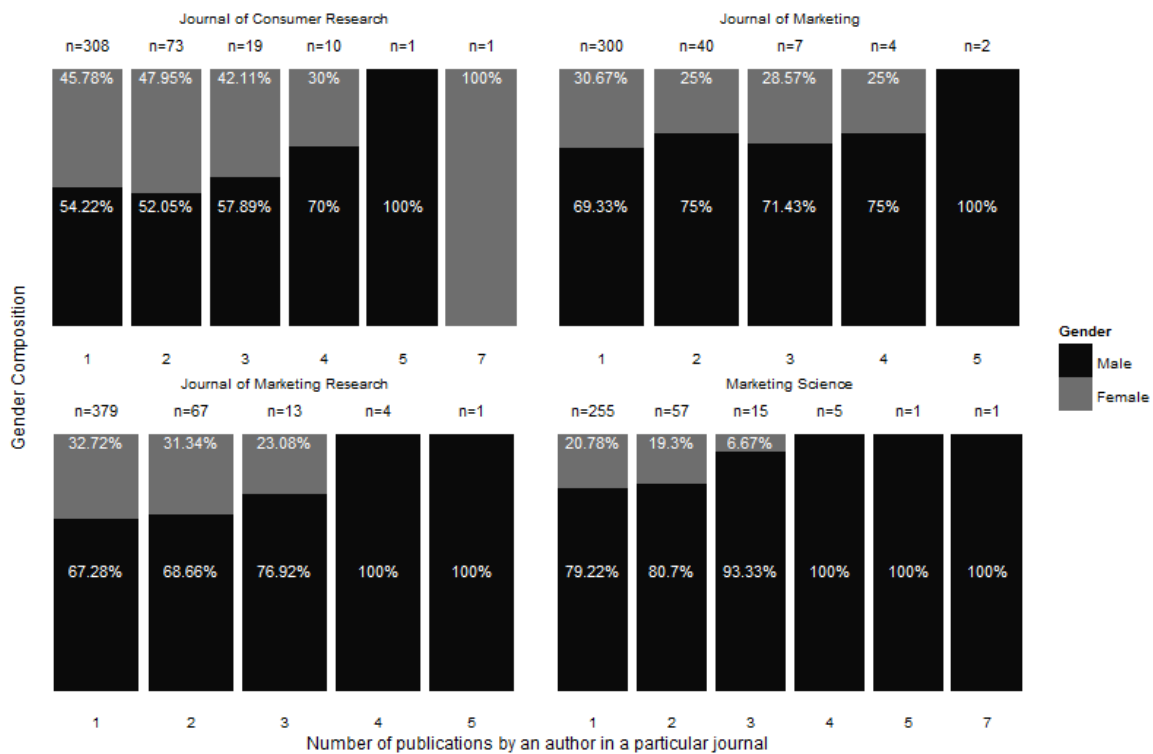 Journal of Consumer Research
n=308 n=73 n=19 n=10 n=1 n=1
45.78% 47.95% 42.11% 30% 100%
54.22% 52.05% 57.89% 70% 100%
1 2 3 4 5 7
Journal of Marketing
n=300 n=40 n=7 n=4 n=2
30.67% 25% 28.57% 25%
69.33% 75% 71.43% 75% 100%
1 2 3 4 5
Gender Composition
Journal of Marketing Research
n=379 n=67 n=13 n=4 n=1
32.72% 31.34% 23.08%
67.28% 68.66% 76.92% 100% 100%
1 2 3 4 5
Marketing Science
n=255 n=57 n=15 n=5 n=1 n=1
20.78% 19.3% 6.67%
79.22% 80.7% 93.33% 100% 100% 100%
1 2 3 4 5 7
Number of publications by an author in a particular journal
Gender
Male
Female